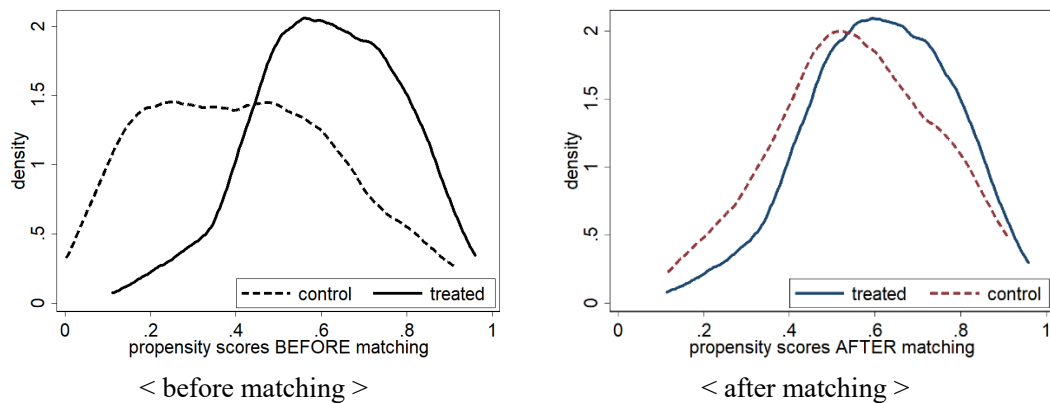 2
1.5
density
1
.5
0
control treated
0 .2 .4 .6 .8 1
propensity scores BEFORE matching
< before matching >
2
1.5
density
1
.5
0
treated control
0 .2 .4 .6 .8 1
propensity scores AFTER matching
< after matching >